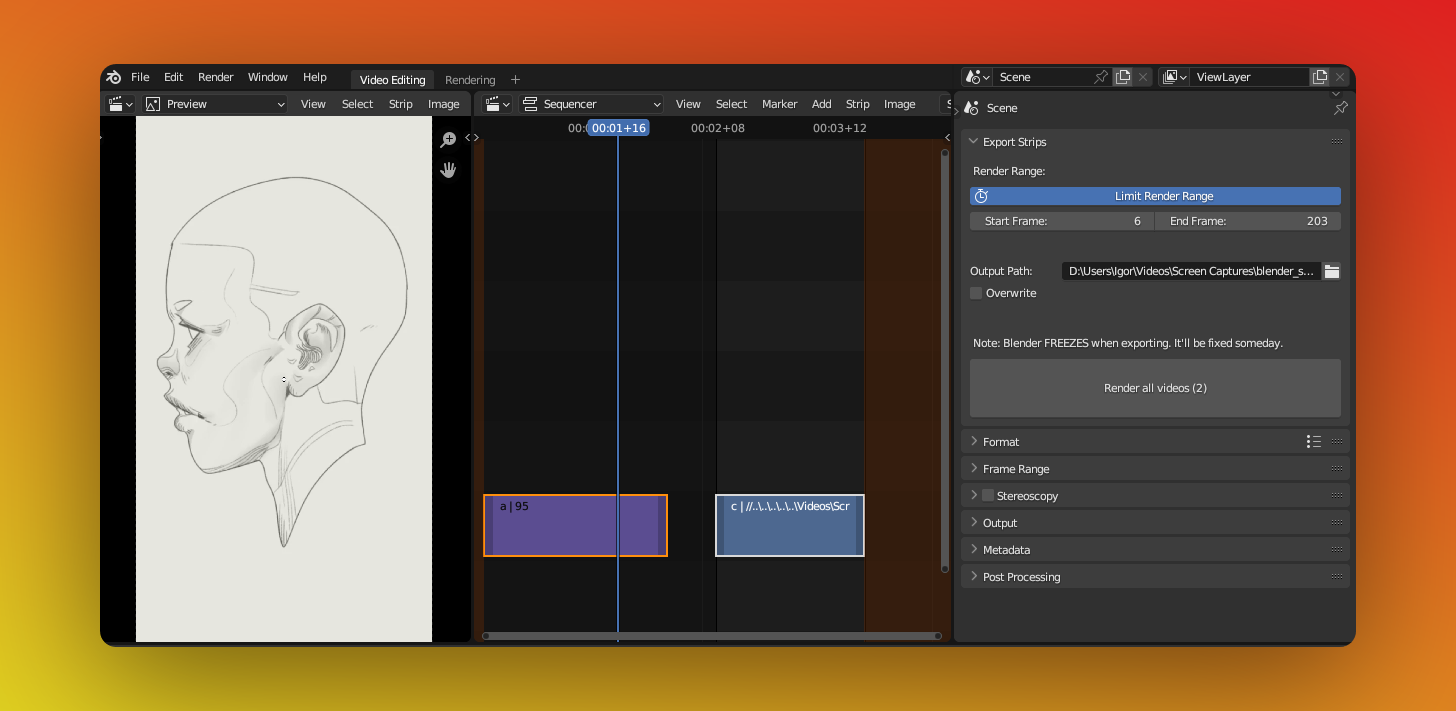 File Edit Render Window Help Video Editing Rendering + Scene ViewLayer
Preview View Select Strip Image
Sequencer View Select Marker Add Strip Image
00:01+16 00:02+08 00:03+12
a | 95
c | //..\..\..\..\..\Videos\Scr
Scene
Export Strips
Render Range:
Limit Render Range
Start Frame: 6 End Frame: 203
Output Path: D:\Users\Igor\Videos\Screen Captures\blender_s...
Overwrite
Note: Blender FREEZES when exporting. It'll be fixed someday.
Render all videos (2)
Format
Frame Range
Stereoscopy
Output
Metadata
Post Processing